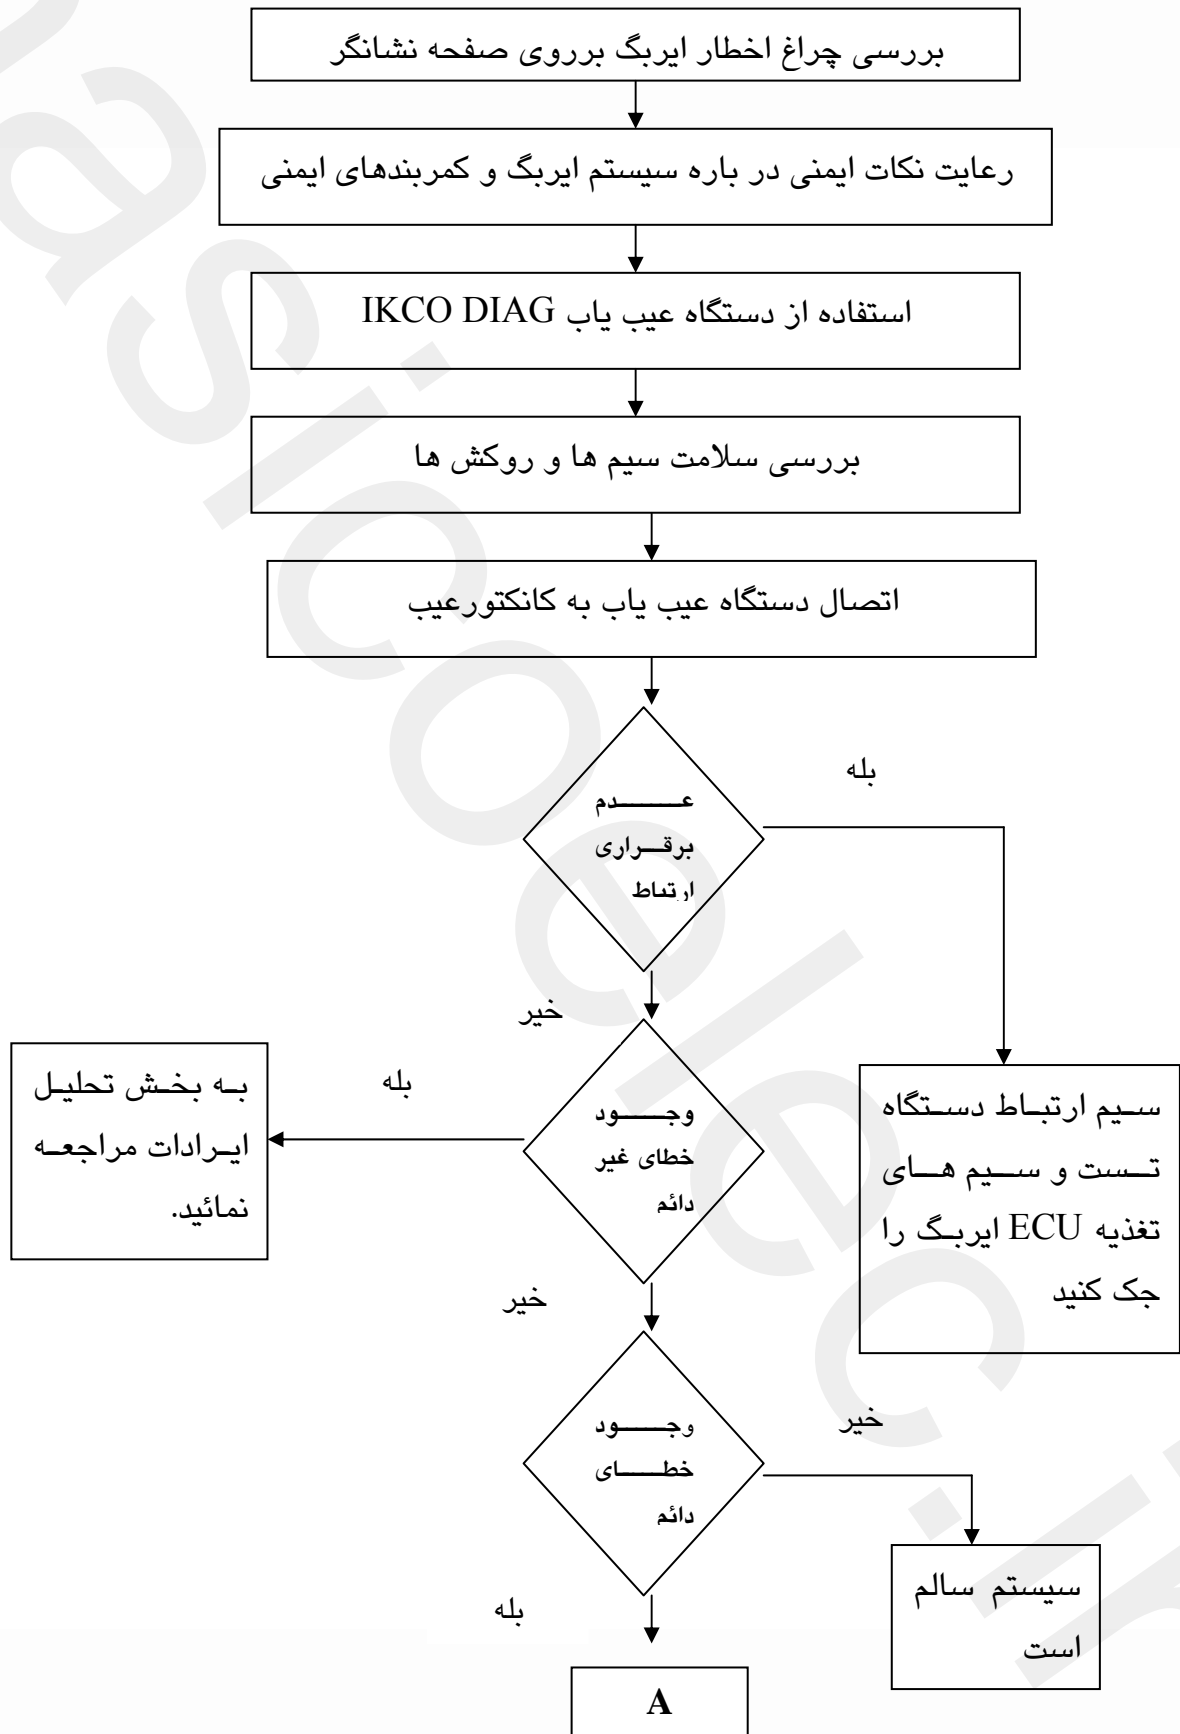 بررسی چراغ اخطار ایربگ برروی صفحه نشانگر
رعایت نکات ایمنی در باره سیستم ایربگ و کمربندهای ایمنی
استفاده از دستگاه عیب یاب IKCO DIAG
بررسی سلامت سیم ها و روکش ها
اتصال دستگاه عیب یاب به کانکتورعیب
بله
عدم
برقراری
ارتباط
خیر
بله
به بخش تحلیل
ایرادات مراجعه
نمائید.
وجود
خطای غیر
دائم
سیم ارتباط دستگاه
تست و سیم های
تغذیه ECU ایربگ را
چک کنید
خیر
وجود
خطای
دائم
خیر
سیستم سالم
است
بله
A